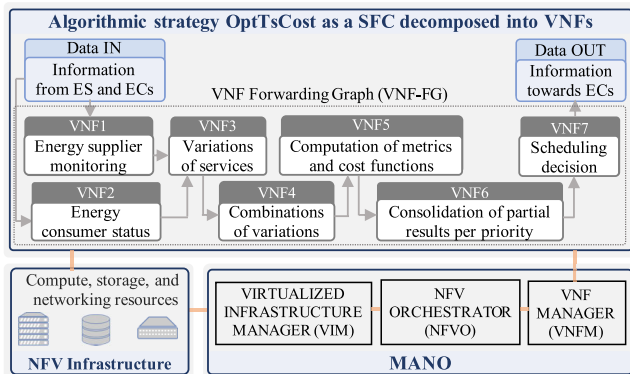 Algorithmic strategy OptTsCost as a SFC decomposed into VNFs
Data IN
Information
from ES and ECs
Data OUT
Information
towards ECs
VNF Forwarding Graph (VNF-FG)
VNF1
Energy supplier
monitoring
VNF3
Variations
of services
VNF5
Computation of metrics
and cost functions
VNF7
Scheduling
decision
VNF2
Energy
consumer status
VNF4
Combinations
of variations
VNF6
Consolidation of partial
results per priority
Compute, storage, and
networking resources
NFV Infrastructure
VIRTUALIZED
INFRASTRUCTURE
MANAGER (VIM)
NFV
ORCHESTRATOR
(NFVO)
VNF
MANAGER
(VNFM)
MANO